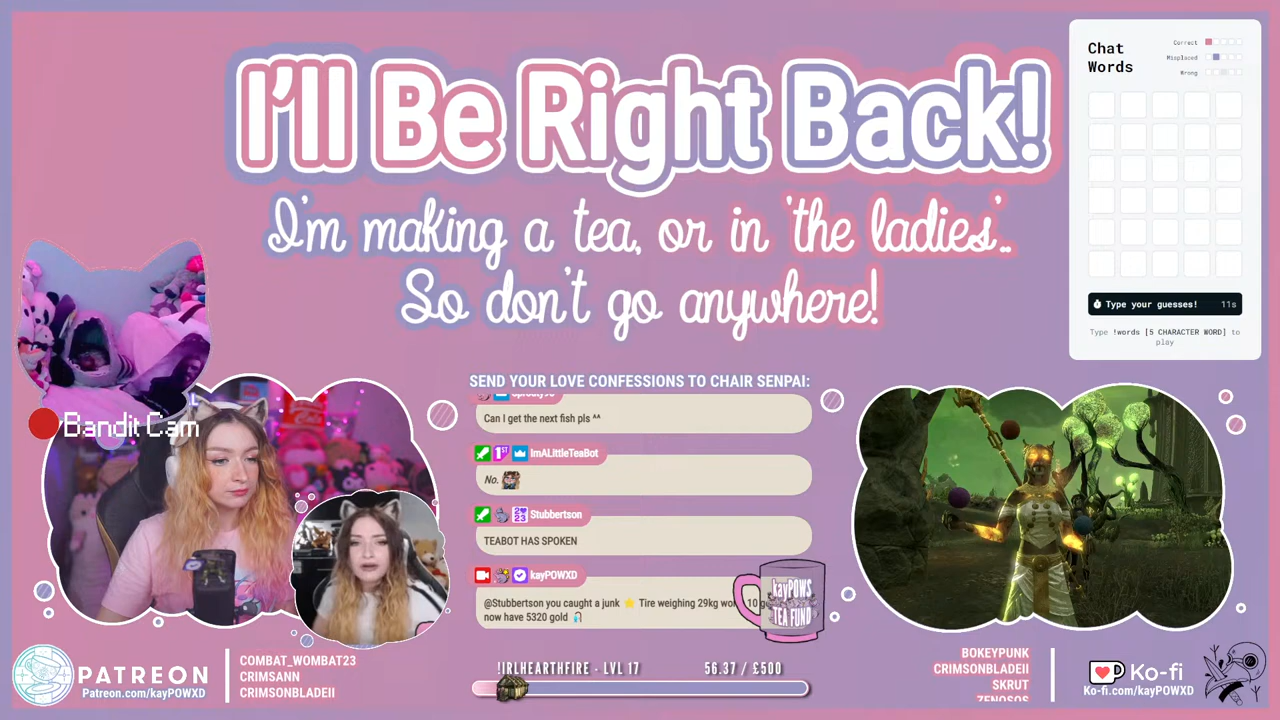 I'll Be Right Back!
I'm making a tea, or in 'the ladies'..
So don't go anywhere!
Chat
Words
Correct
Misplaced
Wrong
Type your guesses! 11s
Type !words [5 CHARACTER WORD] to
play
Bandit Cam
SEND YOUR LOVE CONFESSIONS TO CHAIR SENPAI:
Can I get the next fish pls ^^
ImALittleTeaBot
No.
Stubbertson
TEABOT HAS SPOKEN
kayPOWXD
@Stubbertson you caught a junk ⭐ Tire weighing 29kg
now have 5320 gold
kayPOWS
TEA FUND
PATREON
Patreon.com/kayPOWXD
COMBAT_WOMBAT23
CRIMSANN
CRIMSONBLADEII
!IRLHEARTHFIRE - LVL 17 56.37 / £500
BOKEYPUNK
CRIMSONBLADEII
SKRUT
ZENOSOS
Ko-fi
Ko-fi.com/kayPOWXD